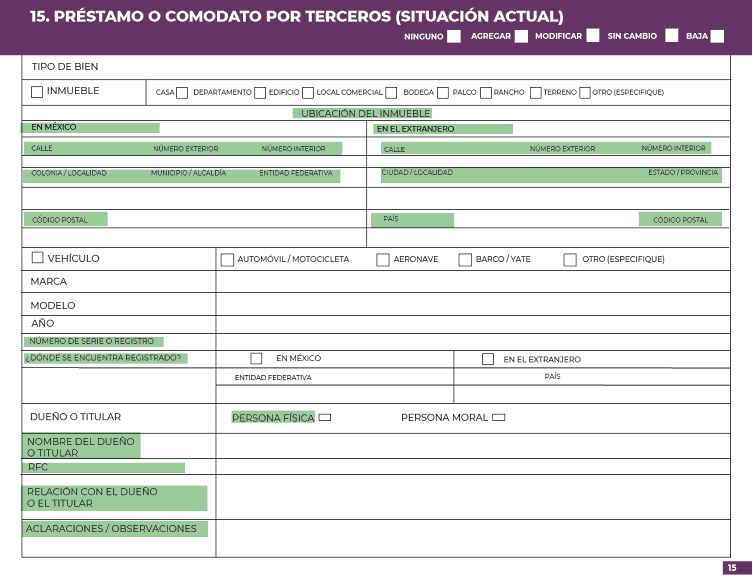 15. PRÉSTAMO O COMODATO POR TERCEROS (SITUACIÓN ACTUAL)
NINGUNO AGREGAR MODIFICAR SIN CAMBIO BAJA
TIPO DE BIEN
INMUEBLE CASA DEPARTAMENTO EDIFICIO LOCAL COMERCIAL BODEGA PALCO RANCHO TERRENO OTRO (ESPECIFIQUE)
UBICACIÓN DEL INMUEBLE
EN MÉXICO EN EL EXTRANJERO
CALLE NÚMERO EXTERIOR NÚMERO INTERIOR CALLE NÚMERO EXTERIOR NÚMERO INTERIOR
COLONIA / LOCALIDAD MUNICIPIO / ALCALDÍA ENTIDAD FEDERATIVA CIUDAD / LOCALIDAD ESTADO / PROVINCIA
CÓDIGO POSTAL PAÍS CÓDIGO POSTAL
VEHÍCULO AUTOMÓVIL / MOTOCICLETA AERONAVE BARCO / YATE OTRO (ESPECIFIQUE)
MARCA
MODELO
AÑO
NÚMERO DE SERIE O REGISTRO
¿DÓNDE SE ENCUENTRA REGISTRADO? EN MÉXICO EN EL EXTRANJERO
ENTIDAD FEDERATIVA PAÍS
DUEÑO O TITULAR PERSONA FÍSICA PERSONA MORAL
NOMBRE DEL DUEÑO
O TITULAR
RFC
RELACIÓN CON EL DUEÑO
O EL TITULAR
ACLARACIONES / OBSERVACIONES
15